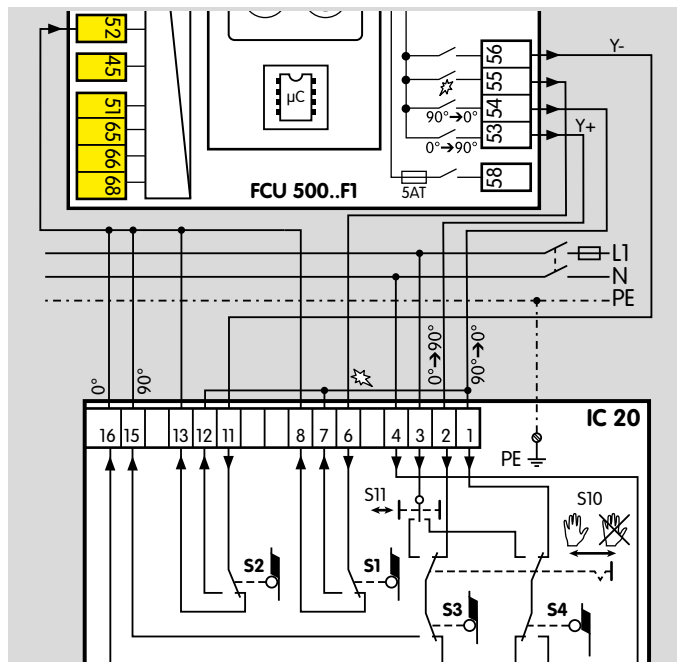 52
45
51
65
66
68
µC
56
55
54
53
58
90°→0°
0°→90°
5AT
Y-
Y+
FCU 500..F1
L1
N
PE
0°
90°
0°→90°
90°→0°
IC 20
16 15 13 12 11 8 7 6 4 3 2 1
PE
S11
S10
S2
S1
S3
S4